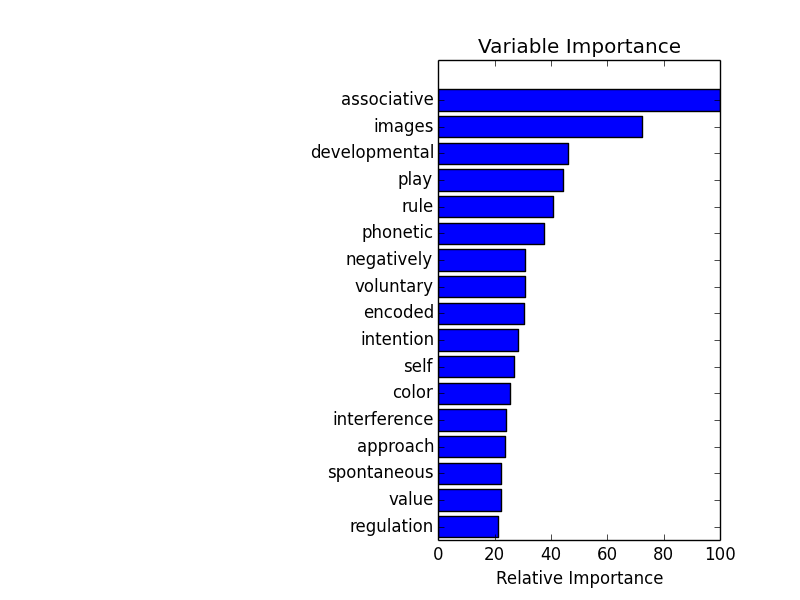 Variable Importance
associative
images
developmental
play
rule
phonetic
negatively
voluntary
encoded
intention
self
color
interference
approach
spontaneous
value
regulation
0 20 40 60 80 100
Relative Importance